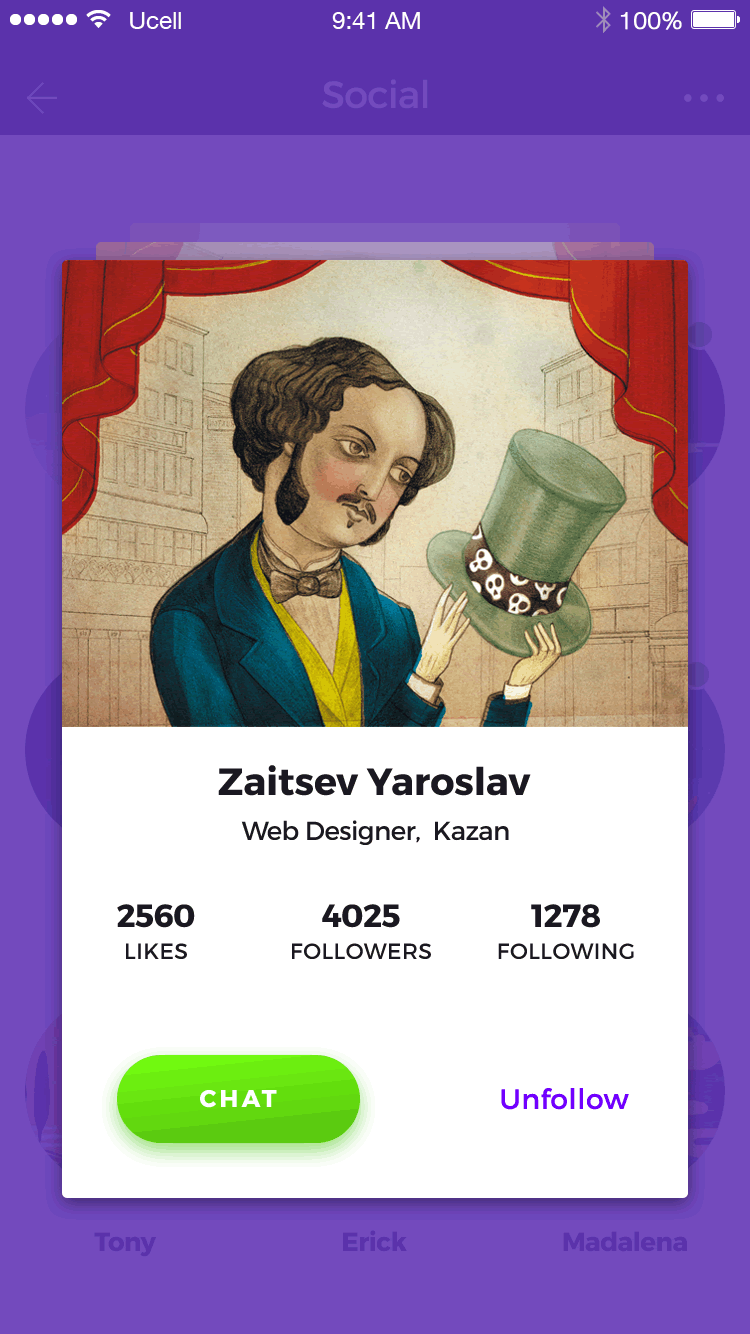 Ucell 9:41 AM 100%
Social
Zaitsev Yaroslav
Web Designer, Kazan
2560 4025 1278
LIKES FOLLOWERS FOLLOWING
CHAT Unfollow
Tony Erick Madalena